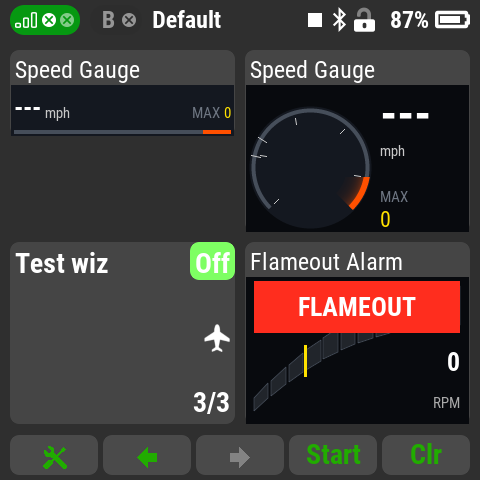 B Default 87%
Speed Gauge
--- mph MAX 0
Speed Gauge
---
mph
MAX
0
Test wiz Off
3/3
Flameout Alarm
FLAMEOUT
0
RPM
Start Clr